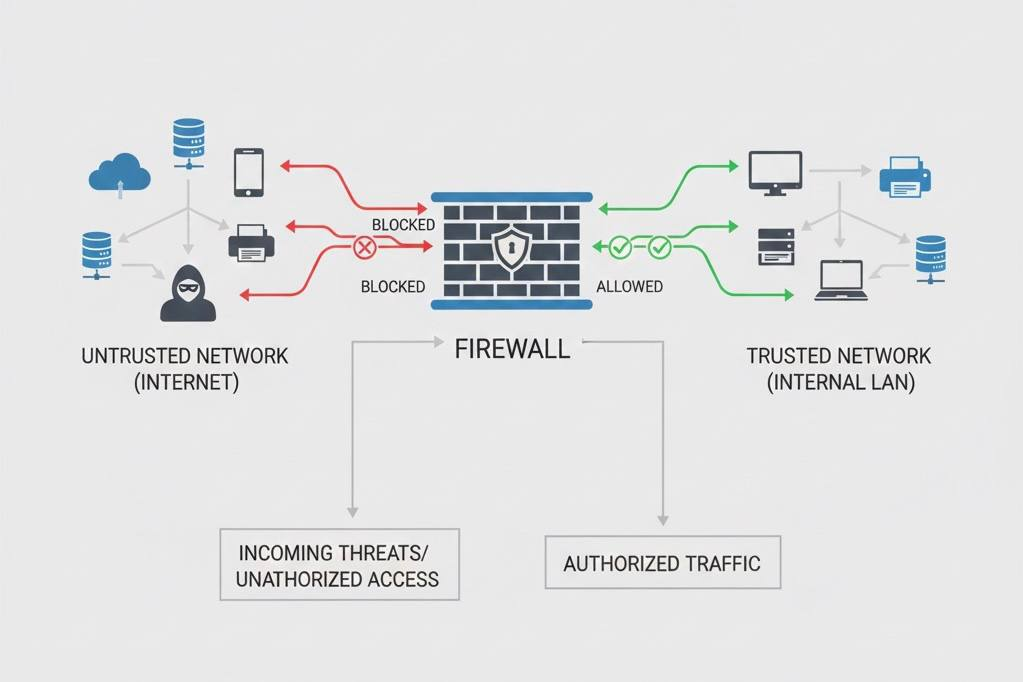 BLOCKED
BLOCKED
ALLOWED
FIREWALL
UNTRUSTED NETWORK
(INTERNET)
TRUSTED NETWORK
(INTERNAL LAN)
INCOMING THREATS/
UNATHORIZED ACCESS
AUTHORIZED TRAFFIC